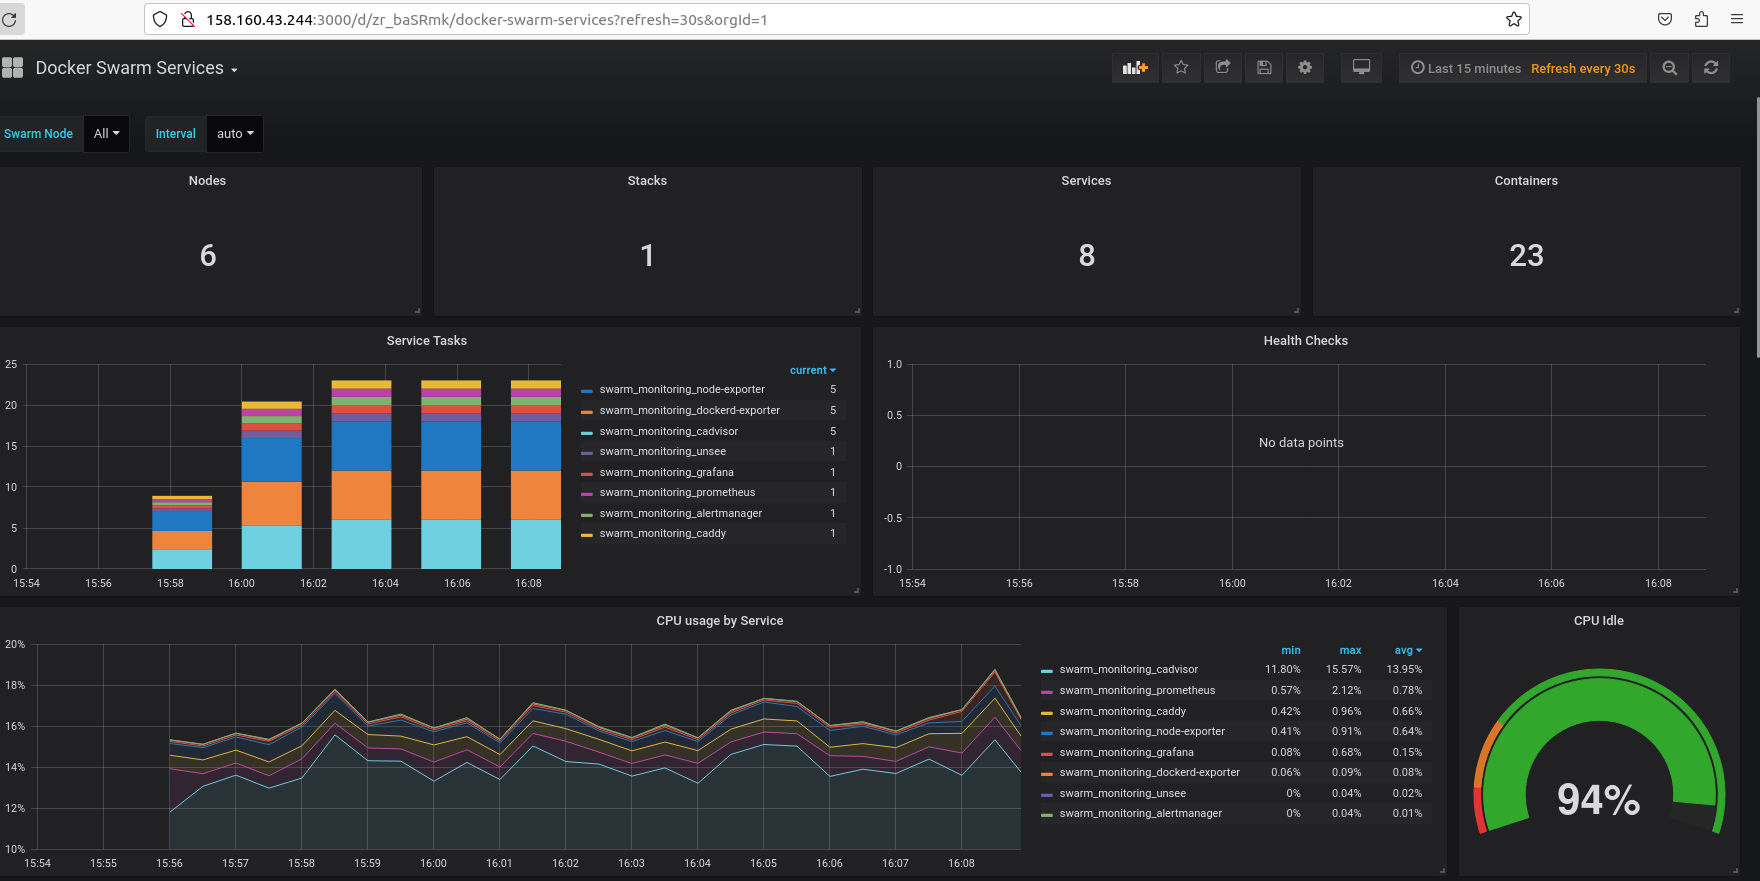 158.160.43.244:3000/d/zr_baSRmk/docker-swarm-services?refresh=30s&orgId=1
Docker Swarm Services
Last 15 minutes Refresh every 30s
Swarm Node All Interval auto
Nodes Stacks Services Containers
6 1 8 23
Service Tasks
25
20
15
10
5
0
15:54 15:56 15:58 16:00 16:02 16:04 16:06 16:08
current
swarm_monitoring_node-exporter 5
swarm_monitoring_dockerd-exporter 5
swarm_monitoring_cadvisor 5
swarm_monitoring_unsee 1
swarm_monitoring_grafana 1
swarm_monitoring_prometheus 1
swarm_monitoring_alertmanager 1
swarm_monitoring_caddy 1
Health Checks
1.0
0.5
No data points
0
-0.5
-1.0
15:54 15:56 15:58 16:00 16:02 16:04 16:06 16:08
CPU usage by Service
20%
18%
16%
14%
12%
10%
15:54 15:55 15:56 15:57 15:58 15:59 16:00 16:01 16:02 16:03 16:04 16:05 16:06 16:07 16:08
min max avg
swarm_monitoring_cadvisor 11.80% 15.57% 13.95%
swarm_monitoring_prometheus 0.57% 2.12% 0.78%
swarm_monitoring_caddy 0.42% 0.96% 0.66%
swarm_monitoring_node-exporter 0.41% 0.91% 0.64%
swarm_monitoring_grafana 0.08% 0.68% 0.15%
swarm_monitoring_dockerd-exporter 0.06% 0.09% 0.08%
swarm_monitoring_unsee 0% 0.04% 0.02%
swarm_monitoring_alertmanager 0% 0.04% 0.01%
CPU Idle
94%